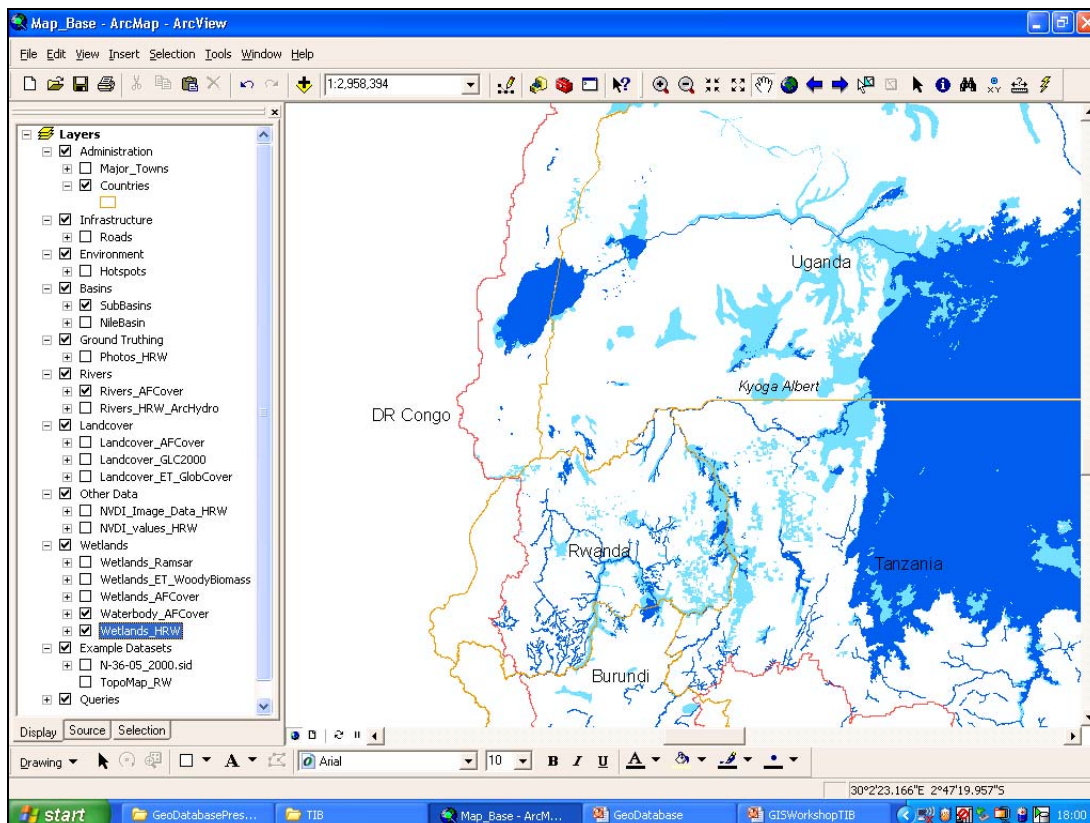 Map_Base - ArcMap - ArcView
File Edit View Insert Selection Tools Window Help
1:2,958,394
Layers
Administration
Major_Towns
Countries
Infrastructure
Roads
Environment
Hotspots
Basins
SubBasins
NileBasin
Ground Truthing
Photos_HRW
Rivers
Rivers_AFCover
Rivers_HRW_ArcHydro
Landcover
Landcover_AFCover
Landcover_GLC2000
Landcover_ET_GlobCover
Other Data
NVDI_Image_Data_HRW
NVDI_values_HRW
Wetlands
Wetlands_Ramsar
Wetlands_ET_WoodyBiomass
Wetlands_AFCover
Waterbody_AFCover
Wetlands_HRW
Example Datasets
N-36-05_2000.sid
TopoMap_RW
Queries
Display Source Selection
Uganda
Kyoga Albert
DR Congo
Rwanda
Tanzania
Burundi
Drawing A Arial 10 B I U A
30°2'23.166"E 2°47'19.957"S
start GeoDatabasePres... TIB Map_Base - ArcM... GeoDatabase GISWorkshopTIB 18:00